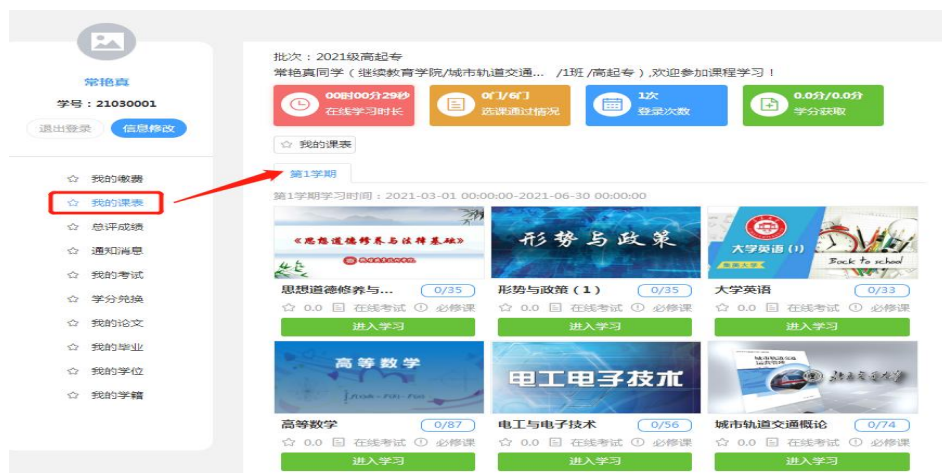 常艳真
学号：21030001
退出登录 信息修改
我的缴费
我的课表
总评成绩
通知消息
我的考试
学分兑换
我的论文
我的毕业
我的学位
我的学籍
批次：2021级高起专
常艳真同学（继续教育学院/城市轨道交通... /1班 /高起专）,欢迎参加课程学习！
00时00分29秒
在线学习时长
0门/6门
选课通过情况
1次
登录次数
0.0分/0.0分
学分获取
我的课表
第1学期
第1学期学习时间：2021-03-01 00:00:00-2021-06-30 00:00:00
《思想道德修养与法律基础》
形势与政策
大学英语 (1)
Back to school
思想道德修养与... 0/35
形势与政策（1） 0/35
大学英语 0/33
0.0 在线考试 必修课
0.0 在线考试 必修课
0.0 在线考试 必修课
进入学习
进入学习
进入学习
高等数学
电工电子技术
高等数学 0/87
电工与电子技术 0/56
城市轨道交通概论 0/74
0.0 在线考试 必修课
0.0 在线考试 必修课
0.0 在线考试 必修课
进入学习
进入学习
进入学习